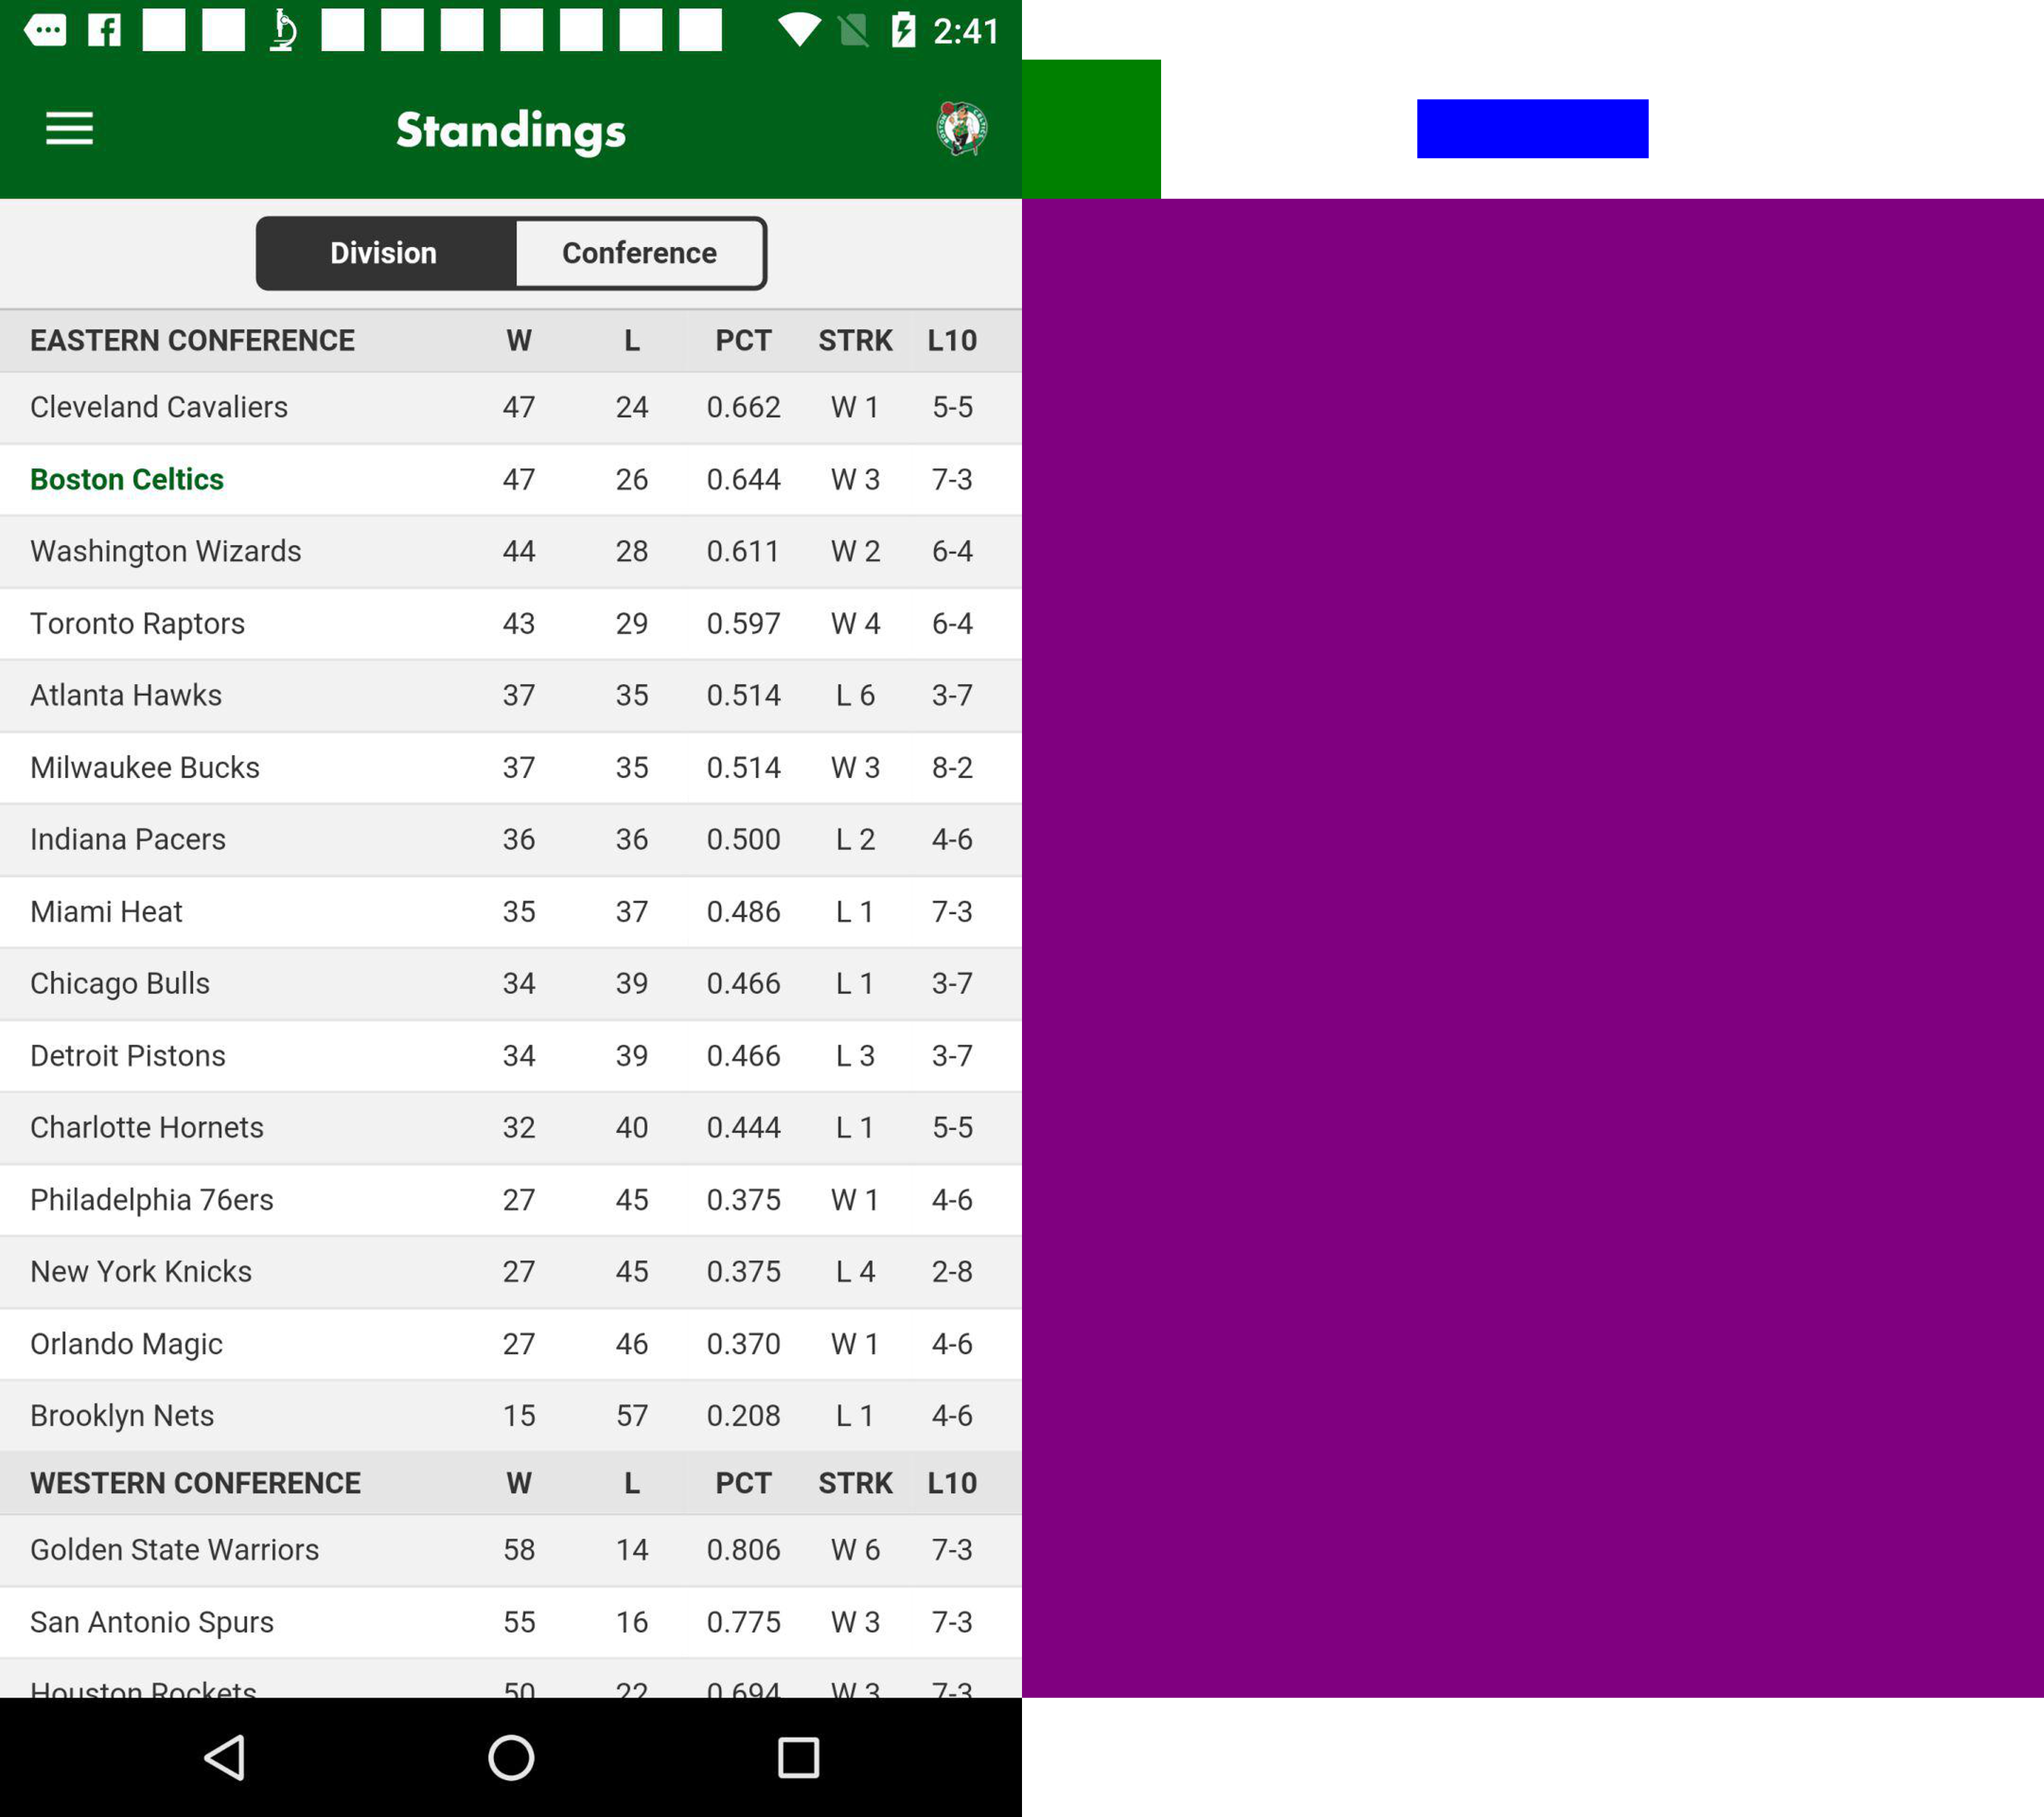 2:41
Standings
Division Conference
EASTERN CONFERENCE W L PCT STRK L10
Cleveland Cavaliers 47 24 0.662 W 1 5-5
Boston Celtics 47 26 0.644 W 3 7-3
Washington Wizards 44 28 0.611 W 2 6-4
Toronto Raptors 43 29 0.597 W 4 6-4
Atlanta Hawks 37 35 0.514 L 6 3-7
Milwaukee Bucks 37 35 0.514 W 3 8-2
Indiana Pacers 36 36 0.500 L 2 4-6
Miami Heat 35 37 0.486 L 1 7-3
Chicago Bulls 34 39 0.466 L 1 3-7
Detroit Pistons 34 39 0.466 L 3 3-7
Charlotte Hornets 32 40 0.444 L 1 5-5
Philadelphia 76ers 27 45 0.375 W 1 4-6
New York Knicks 27 45 0.375 L 4 2-8
Orlando Magic 27 46 0.370 W 1 4-6
Brooklyn Nets 15 57 0.208 L 1 4-6
WESTERN CONFERENCE W L PCT STRK L10
Golden State Warriors 58 14 0.806 W 6 7-3
San Antonio Spurs 55 16 0.775 W 3 7-3
Houston Rockets 50 22 0.694 W 3 7-3